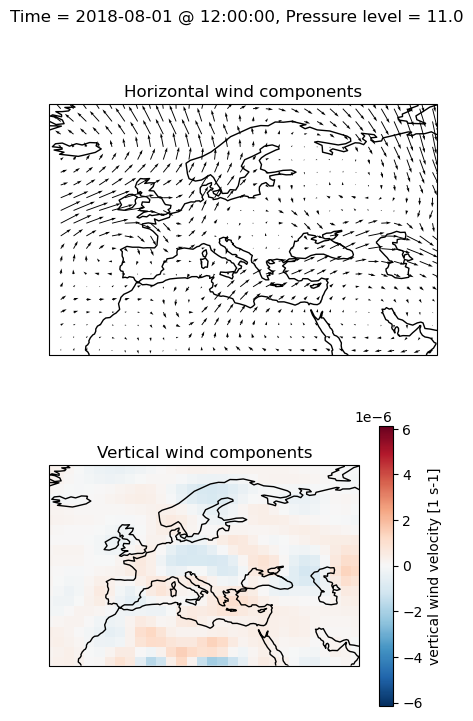 Time = 2018-08-01 @ 12:00:00, Pressure level = 11.0
Horizontal wind components
Vertical wind components
1e−6
6
4
2
0
−2
−4
−6
vertical wind velocity [1 s-1]